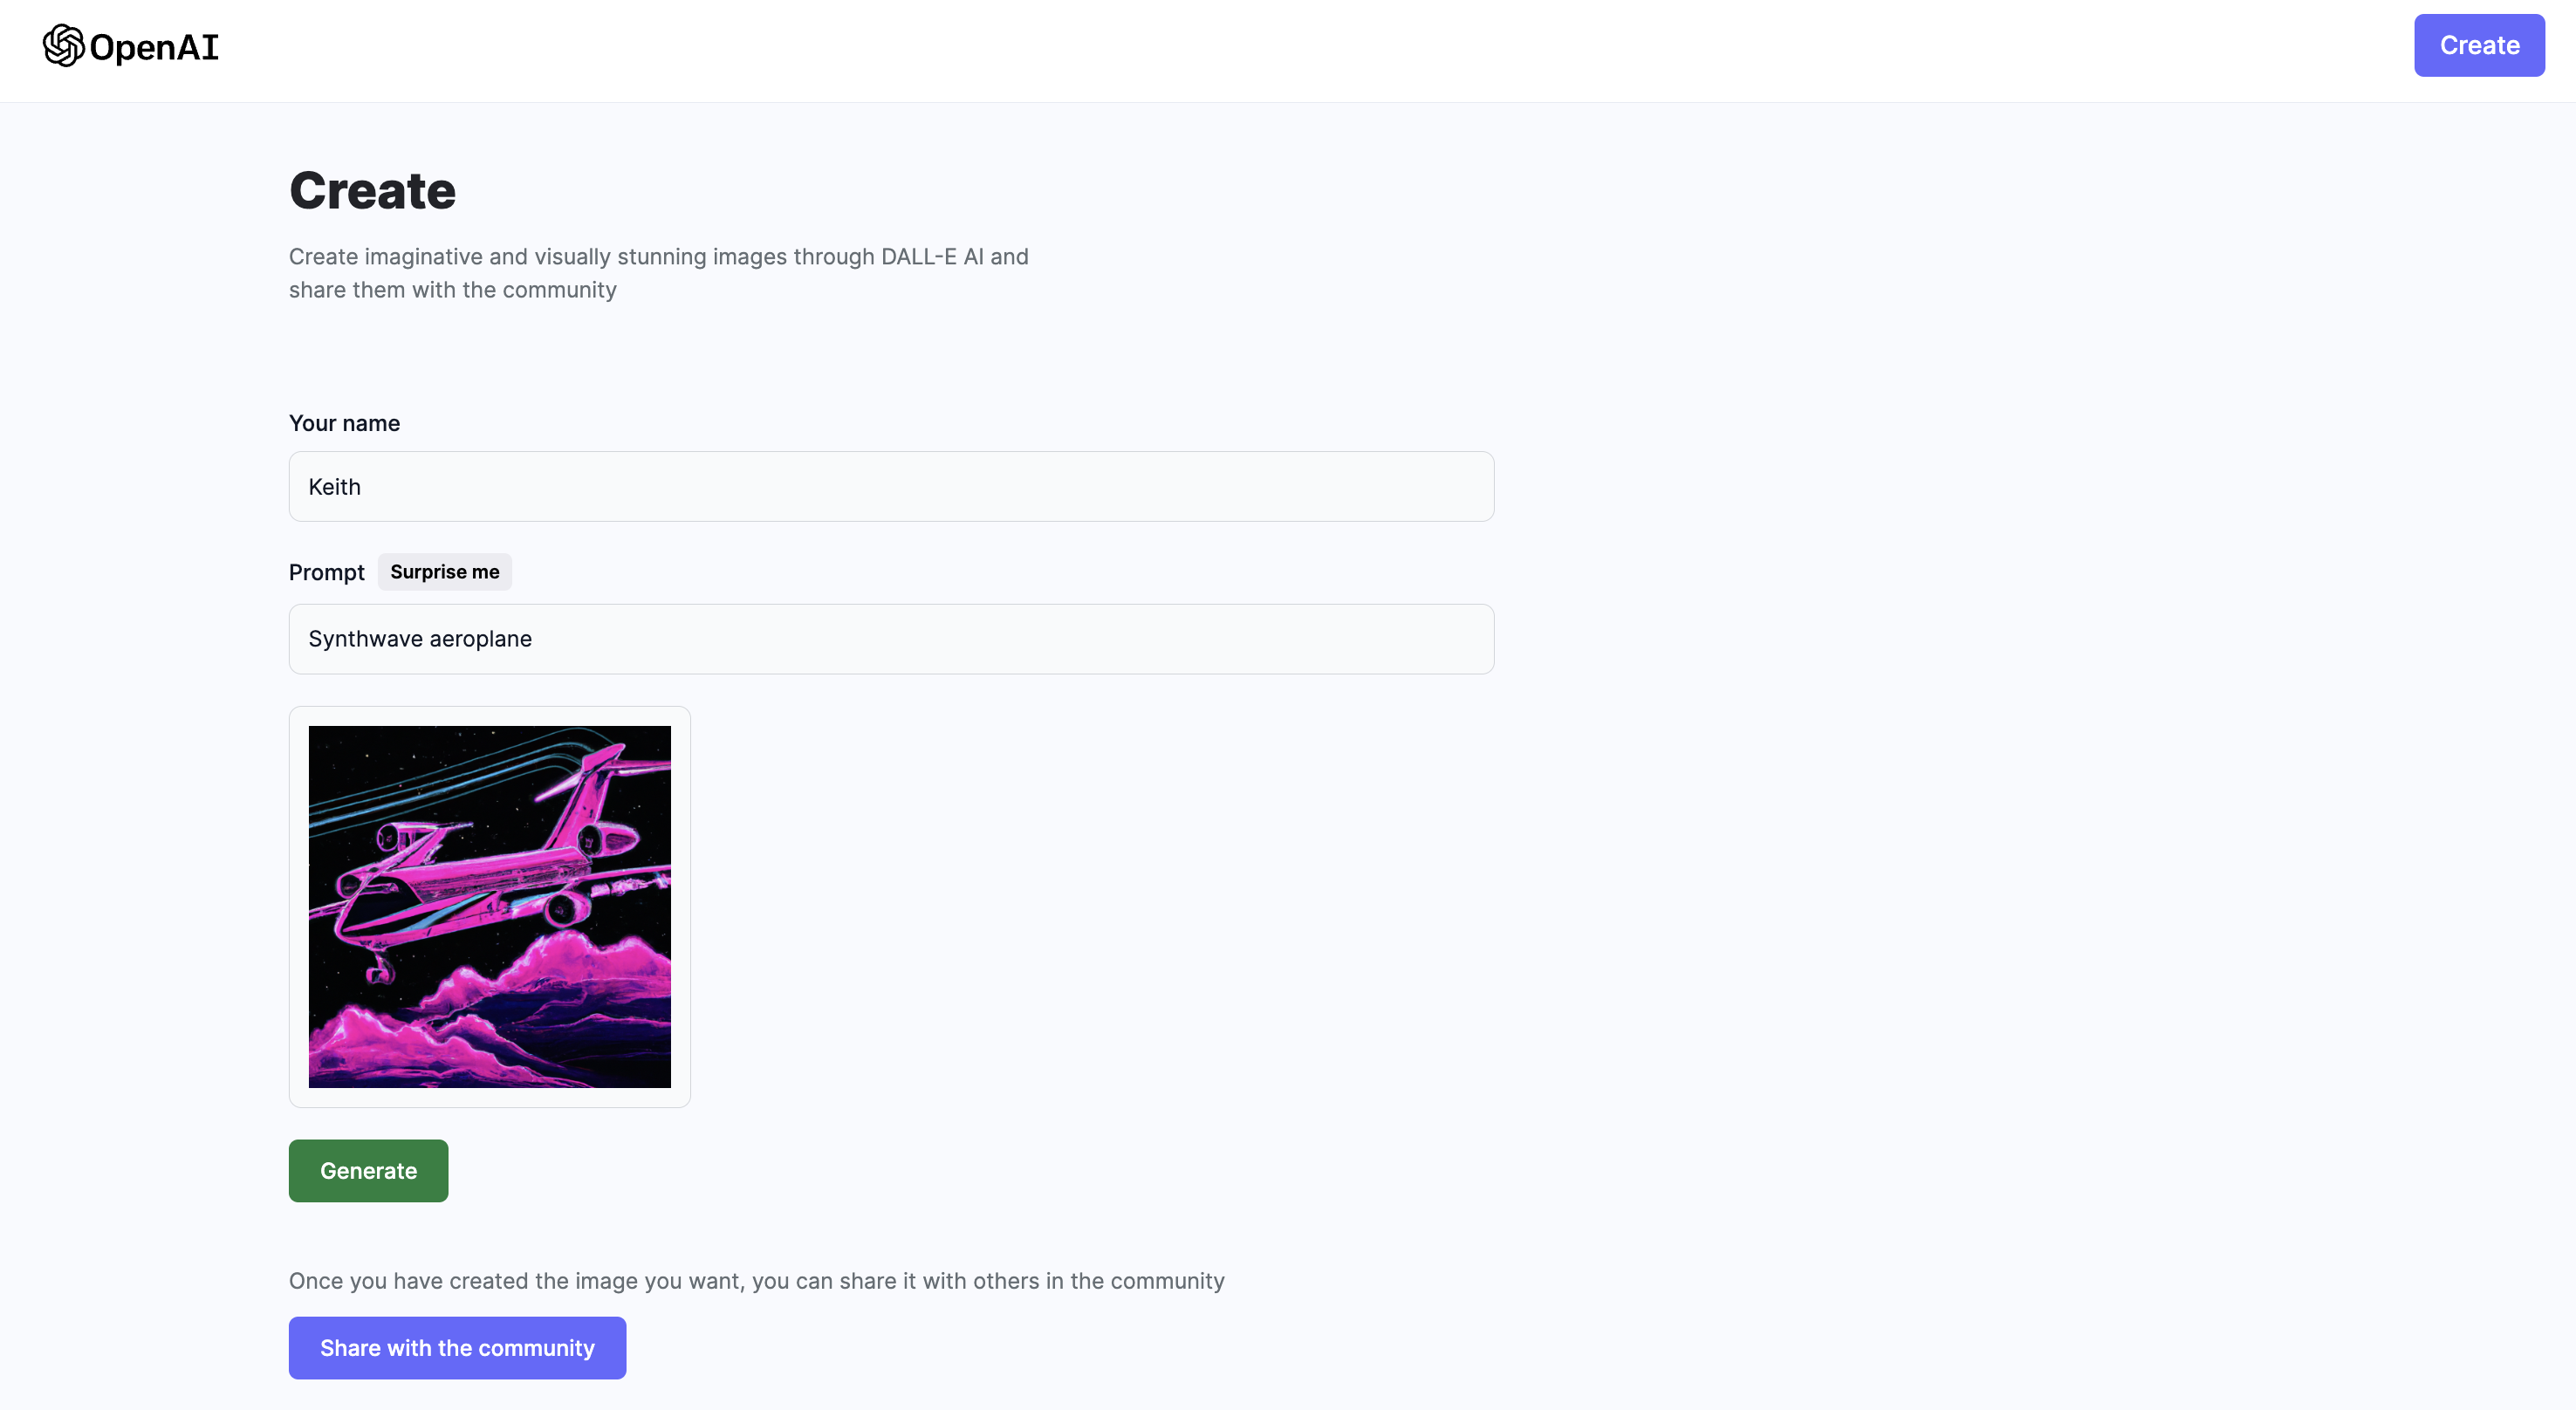 OpenAI
Create
Create
Create imaginative and visually stunning images through DALL-E AI and
share them with the community
Your name
Keith
Prompt
Surprise me
Synthwave aeroplane
Generate
Once you have created the image you want, you can share it with others in the community
Share with the community